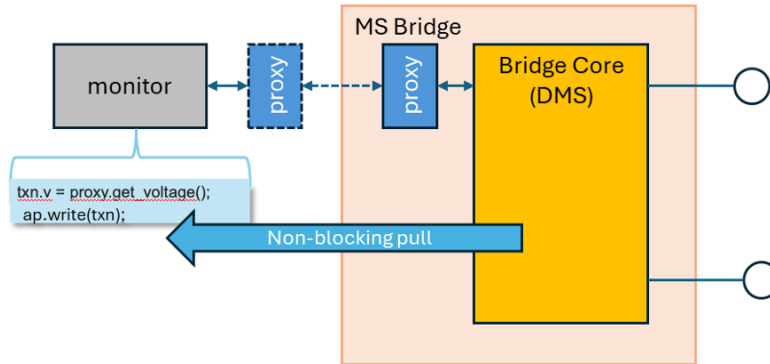 MS Bridge
monitor
proxy
proxy
Bridge Core
(DMS)
txn.v = proxy.get_voltage();
ap.write(txn);
Non-blocking pull